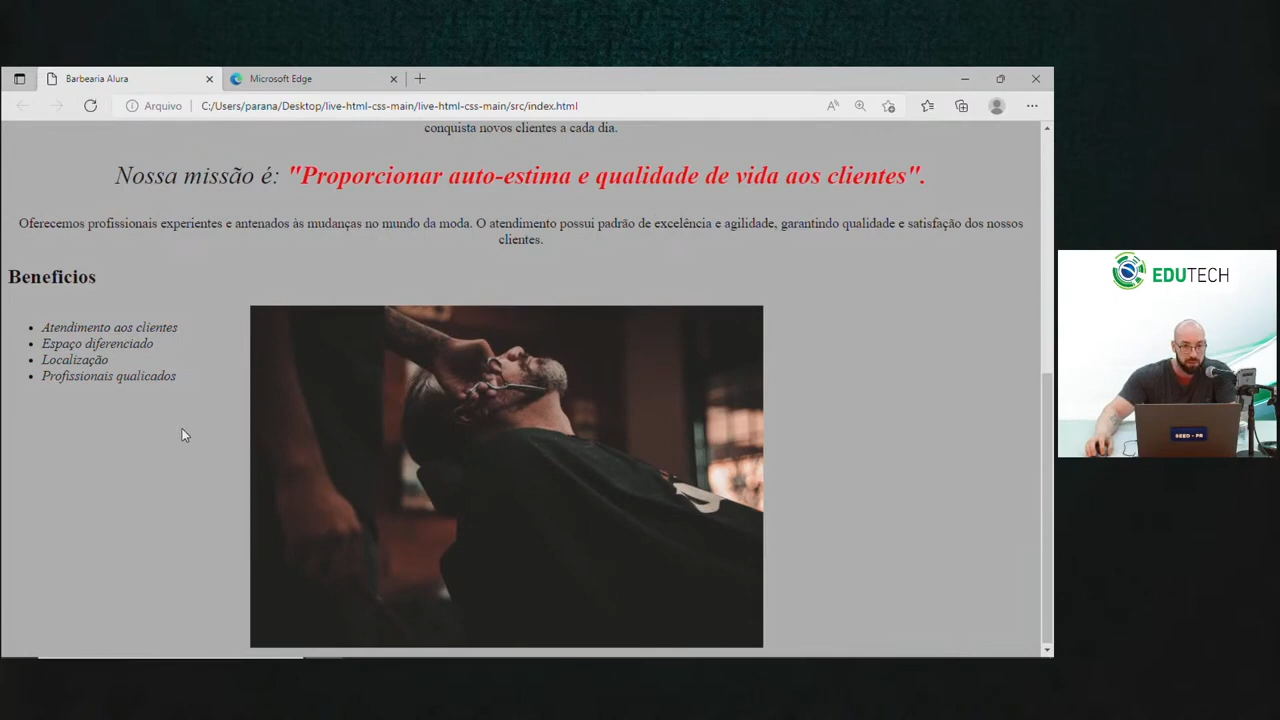 Barbearia Alura
Microsoft Edge
Arquivo
C:/Users/parana/Desktop/live-html-css-main/live-html-css-main/src/index.html
conquista novos clientes a cada dia.
Nossa missão é: "Proporcionar auto-estima e qualidade de vida aos clientes".
Oferecemos profissionais experientes e antenados às mudanças no mundo da moda. O atendimento possui padrão de excelência e agilidade, garantindo qualidade e satisfação dos nossos
clientes.
Beneficios
Atendimento aos clientes
Espaço diferenciado
Localização
Profissionais qualicados
EDUTECH
SEED - PR